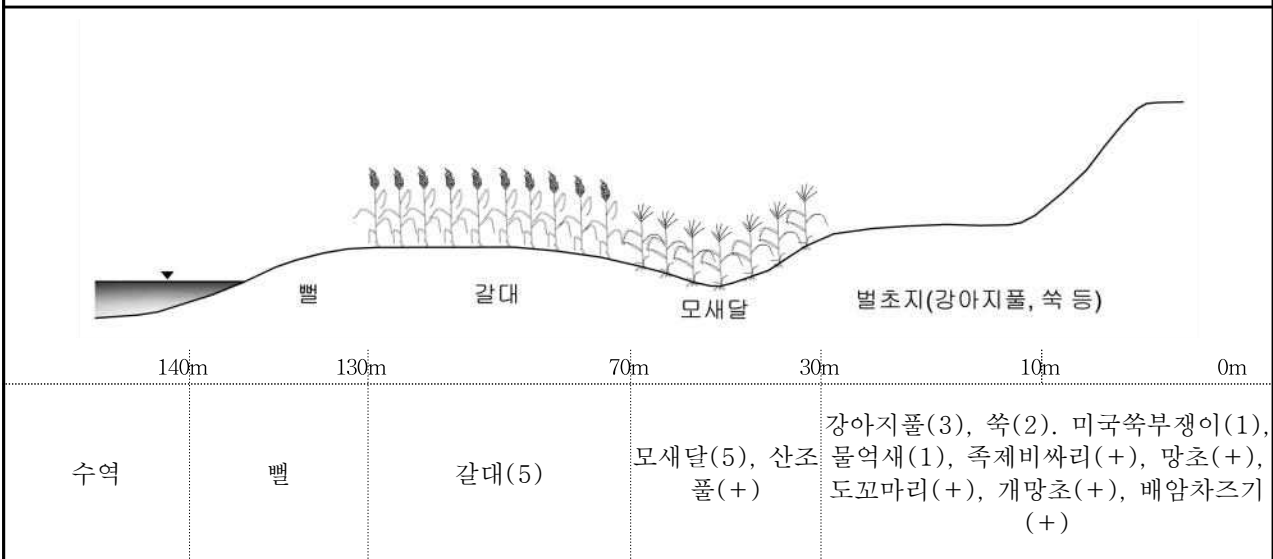 뻘
갈대
모새달
벌초지(강아지풀, 쑥 등)
140m
130m
70m
30m
10m
0m
수역
뻘
갈대(5)
모새달(5), 산조
풀(+)
강아지풀(3), 쑥(2). 미국쑥부쟁이(1),
물억새(1), 족제비싸리(+), 망초(+),
도꼬마리(+), 개망초(+), 배암차즈기
(+)